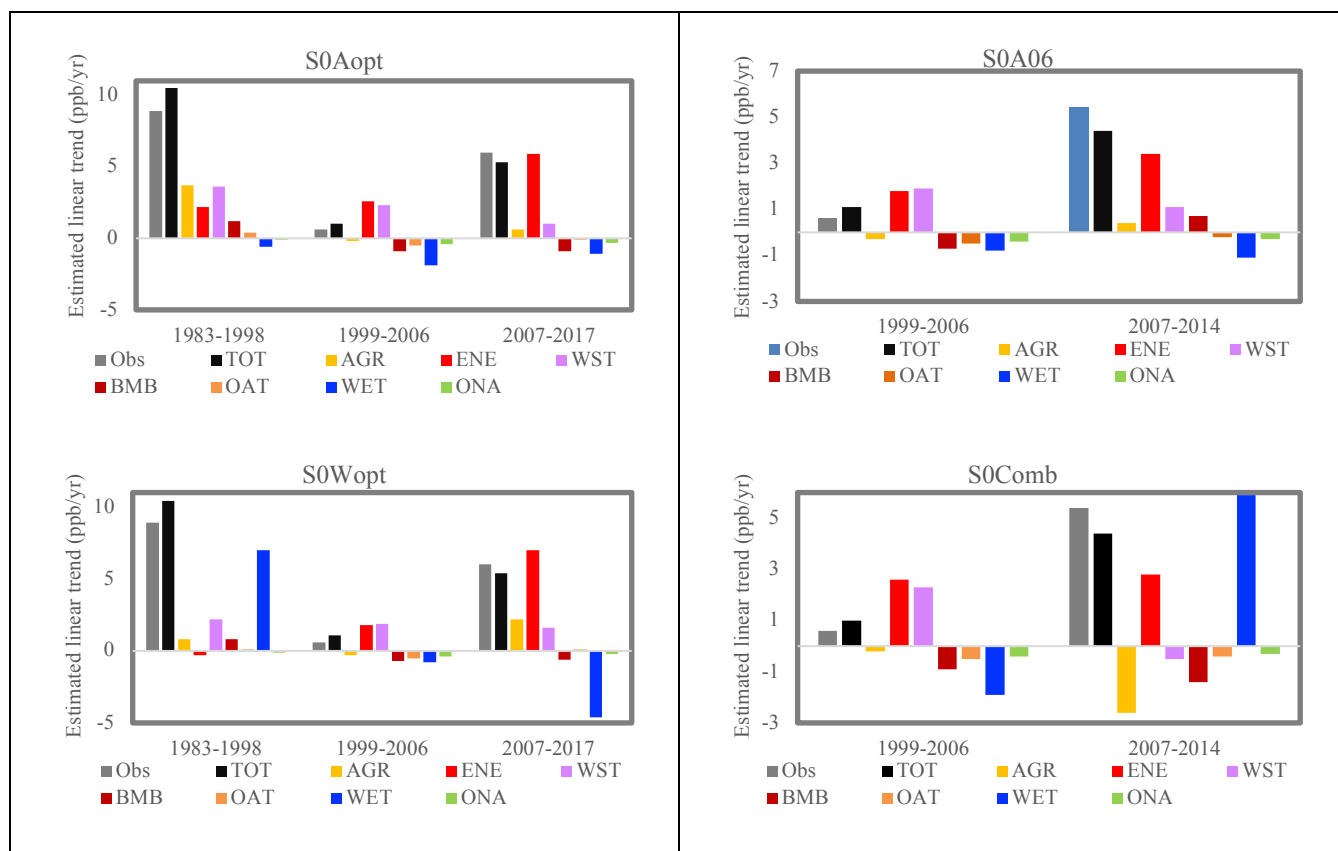 S0Aopt
Estimated linear trend (ppb/yr)
10
5
0
-5
1983-1998 1999-2006 2007-2017
Obs TOT AGR ENE WST
BMB OAT WET ONA
S0A06
Estimated linear trend (ppb/yr)
7
5
3
1
-1
-3
1999-2006 2007-2014
Obs TOT AGR ENE WST
BMB OAT WET ONA
S0Wopt
Estimated linear trend (ppb/yr)
10
5
0
-5
1983-1998 1999-2006 2007-2017
Obs TOT AGR ENE WST
BMB OAT WET ONA
S0Comb
Estimated linear trend (ppb/yr)
5
3
1
-1
-3
1999-2006 2007-2014
Obs TOT AGR ENE WST
BMB OAT WET ONA